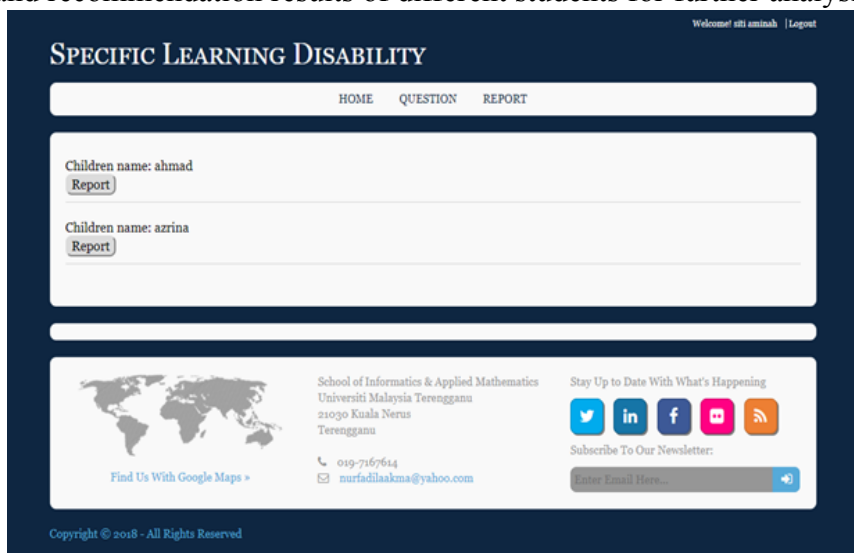 and recommendation results of different students for further analys
Welcome! siti aminah | Logout
SPECIFIC LEARNING DISABILITY
HOME QUESTION REPORT
Children name: ahmad
Report
Children name: azrina
Report
School of Informatics & Applied Mathematics
Universiti Malaysia Terengganu
21030 Kuala Nerus
Terengganu
019-7167614
nurfadilaakma@yahoo.com
Find Us With Google Maps »
Stay Up to Date With What's Happening
Subscribe To Our Newsletter:
Enter Email Here...
Copyright © 2018 - All Rights Reserved